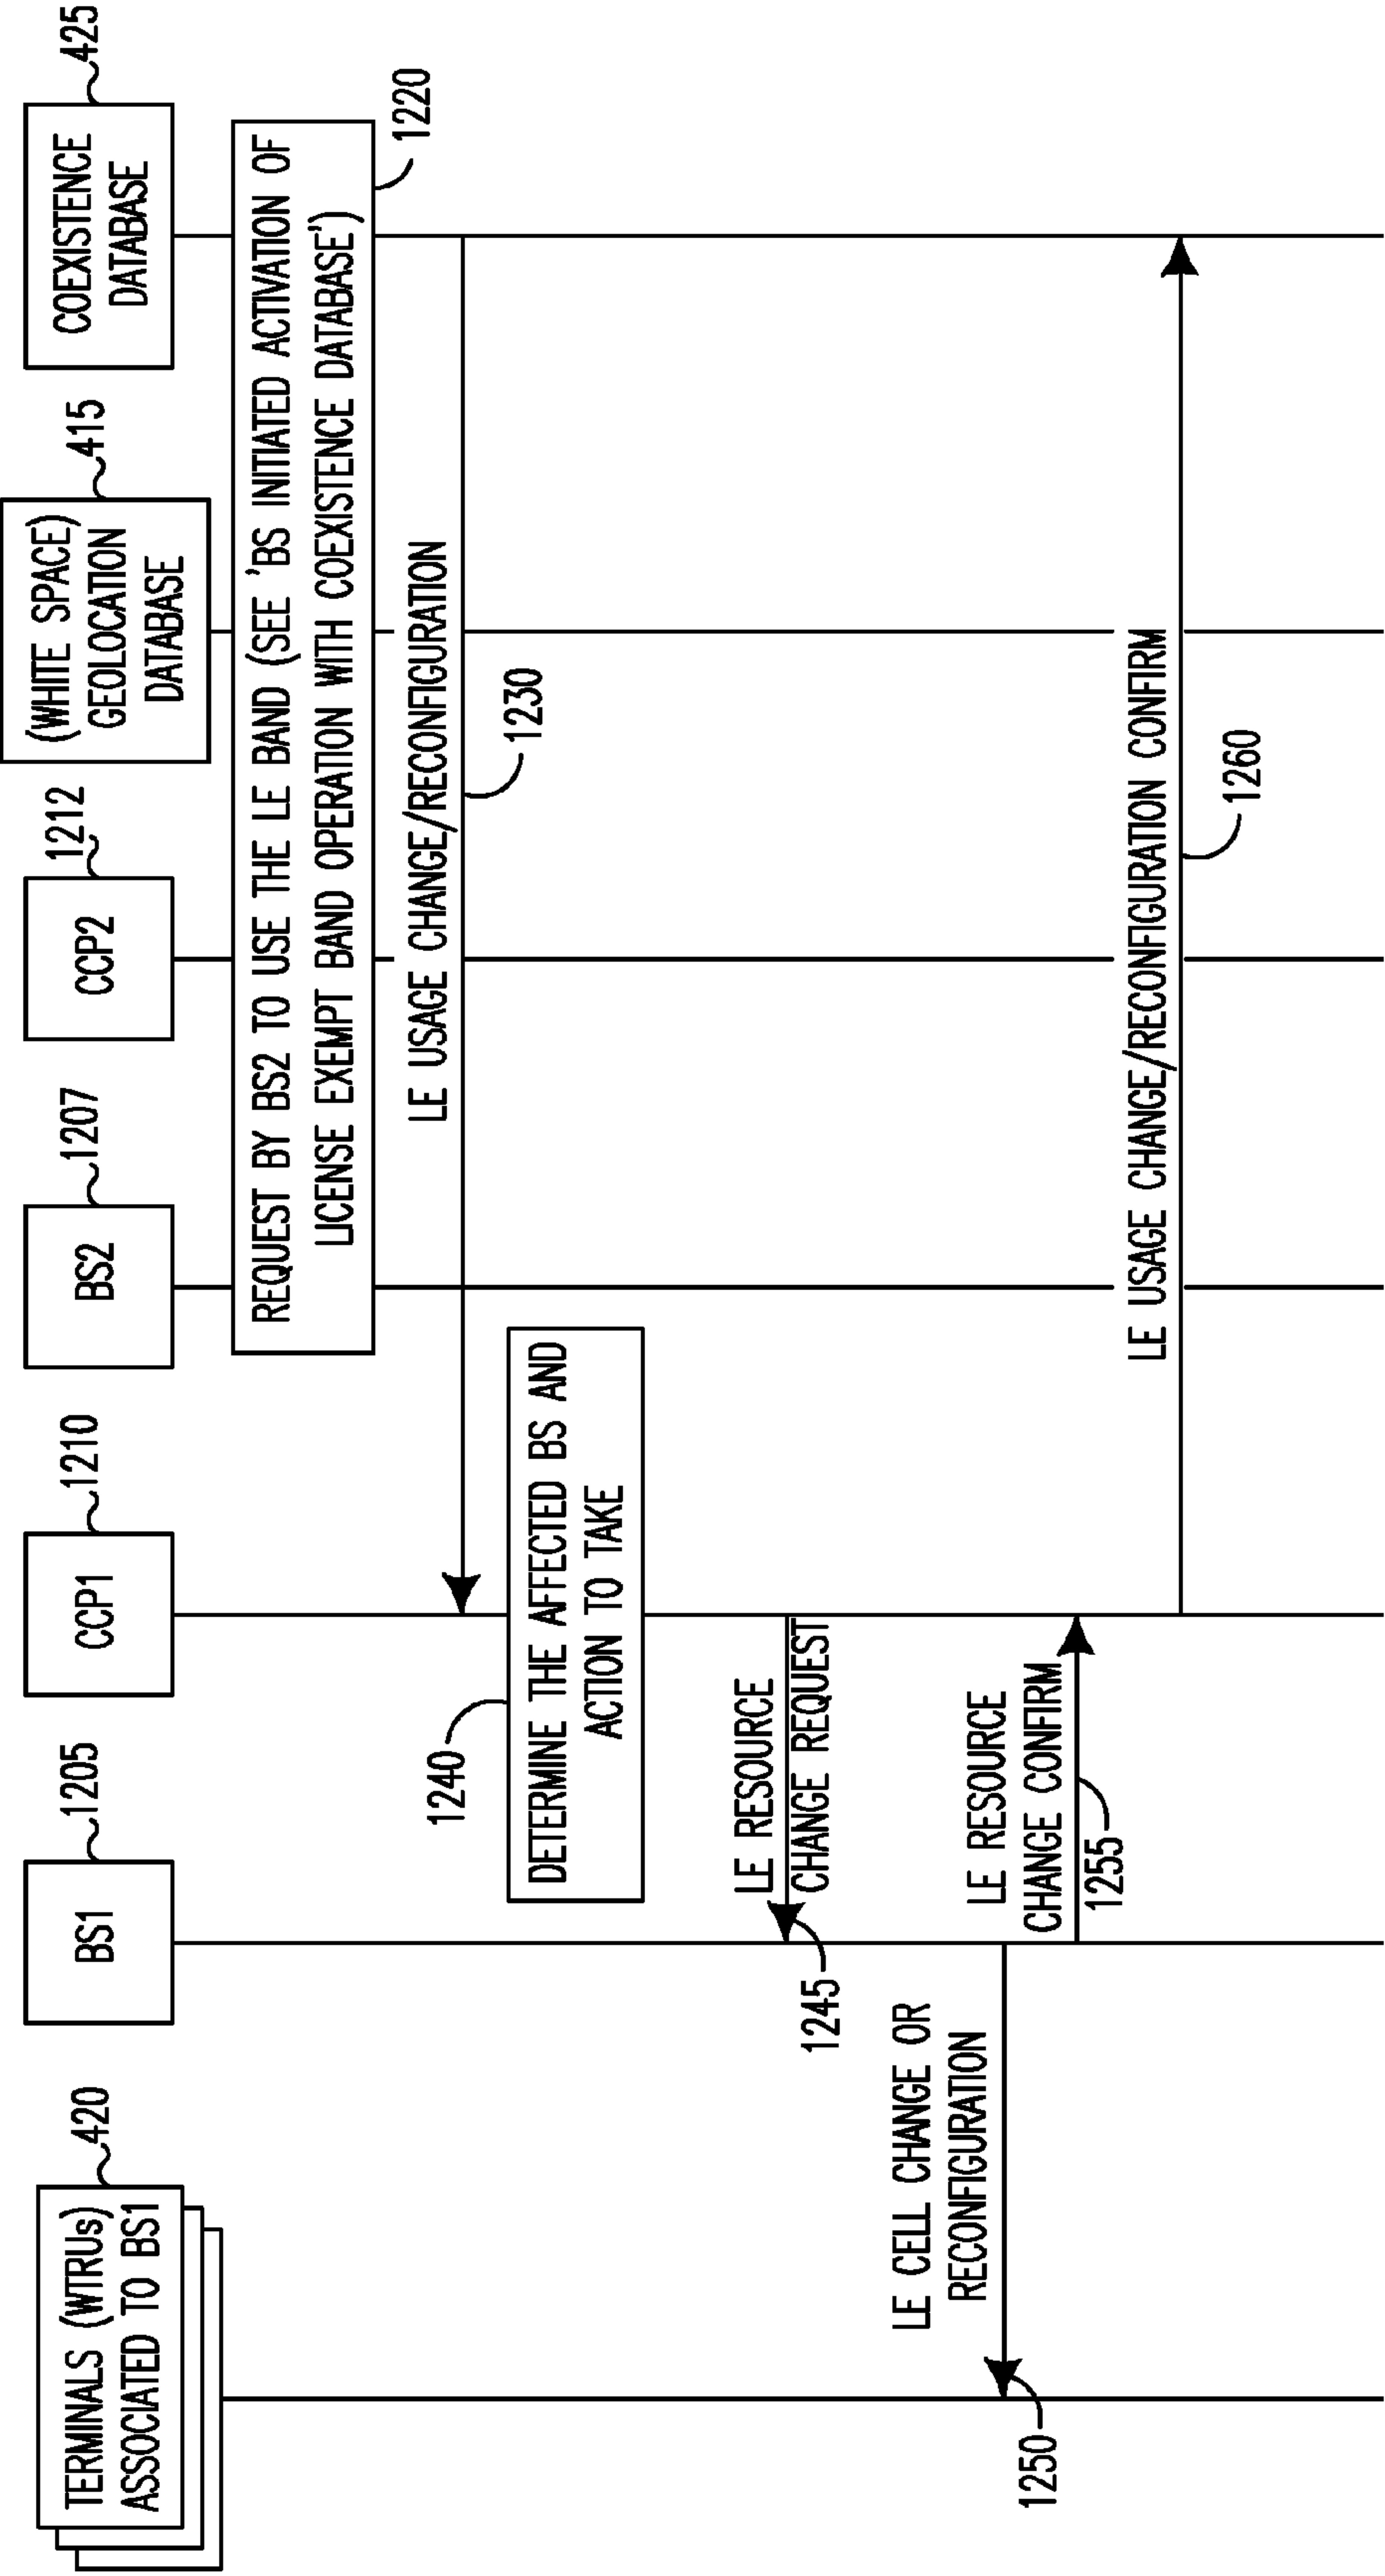 TERMINALS (WTRUs)
ASSOCIATED TO BS1
420
BS1
1205
CCP1
1210
BS2
1207
CCP2
1212
(WHITE SPACE)
GEOLOCATION
DATABASE
415
COEXISTENCE
DATABASE
425
REQUEST BY BS2 TO USE THE LE BAND (SEE 'BS INITIATED ACTIVATION OF
LICENSE EXEMPT BAND OPERATION WITH COEXISTENCE DATABASE')
1220
LE USAGE CHANGE/RECONFIGURATION
1230
1240
DETERMINE THE AFFECTED BS AND
ACTION TO TAKE
LE RESOURCE
CHANGE REQUEST
1245
LE CELL CHANGE OR
RECONFIGURATION
1250
LE RESOURCE
CHANGE CONFIRM
1255
LE USAGE CHANGE/RECONFIGURATION CONFIRM
1260